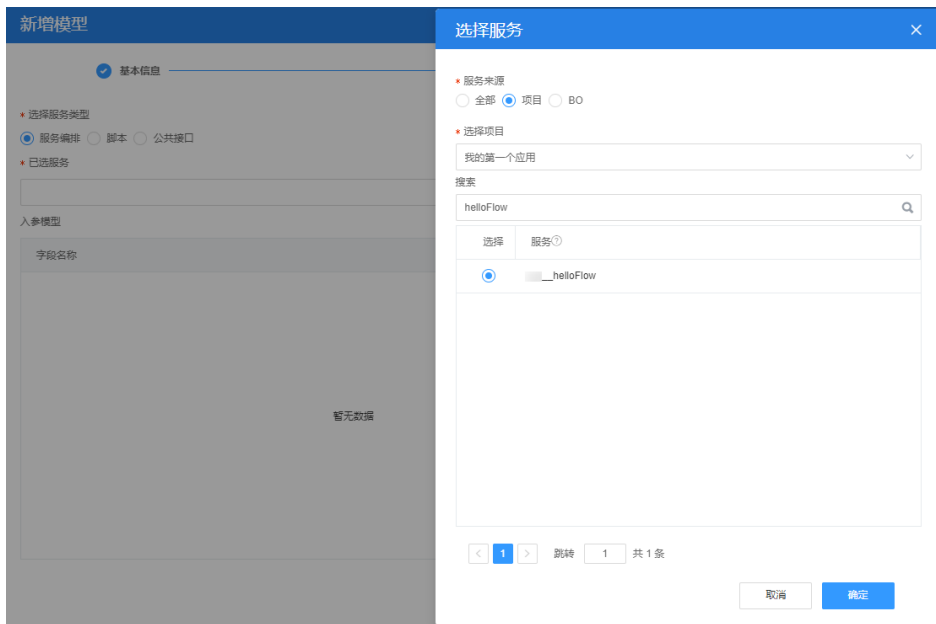 新增模型
基本信息
* 选择服务类型
服务编排 脚本 公共接口
* 已选服务
入参模型
字段名称
暂无数据
选择服务
* 服务来源
全部 项目 BO
* 选择项目
我的第一个应用
搜索
helloFlow
选择 服务
__helloFlow
1 跳转 1 共 1 条
取消 确定